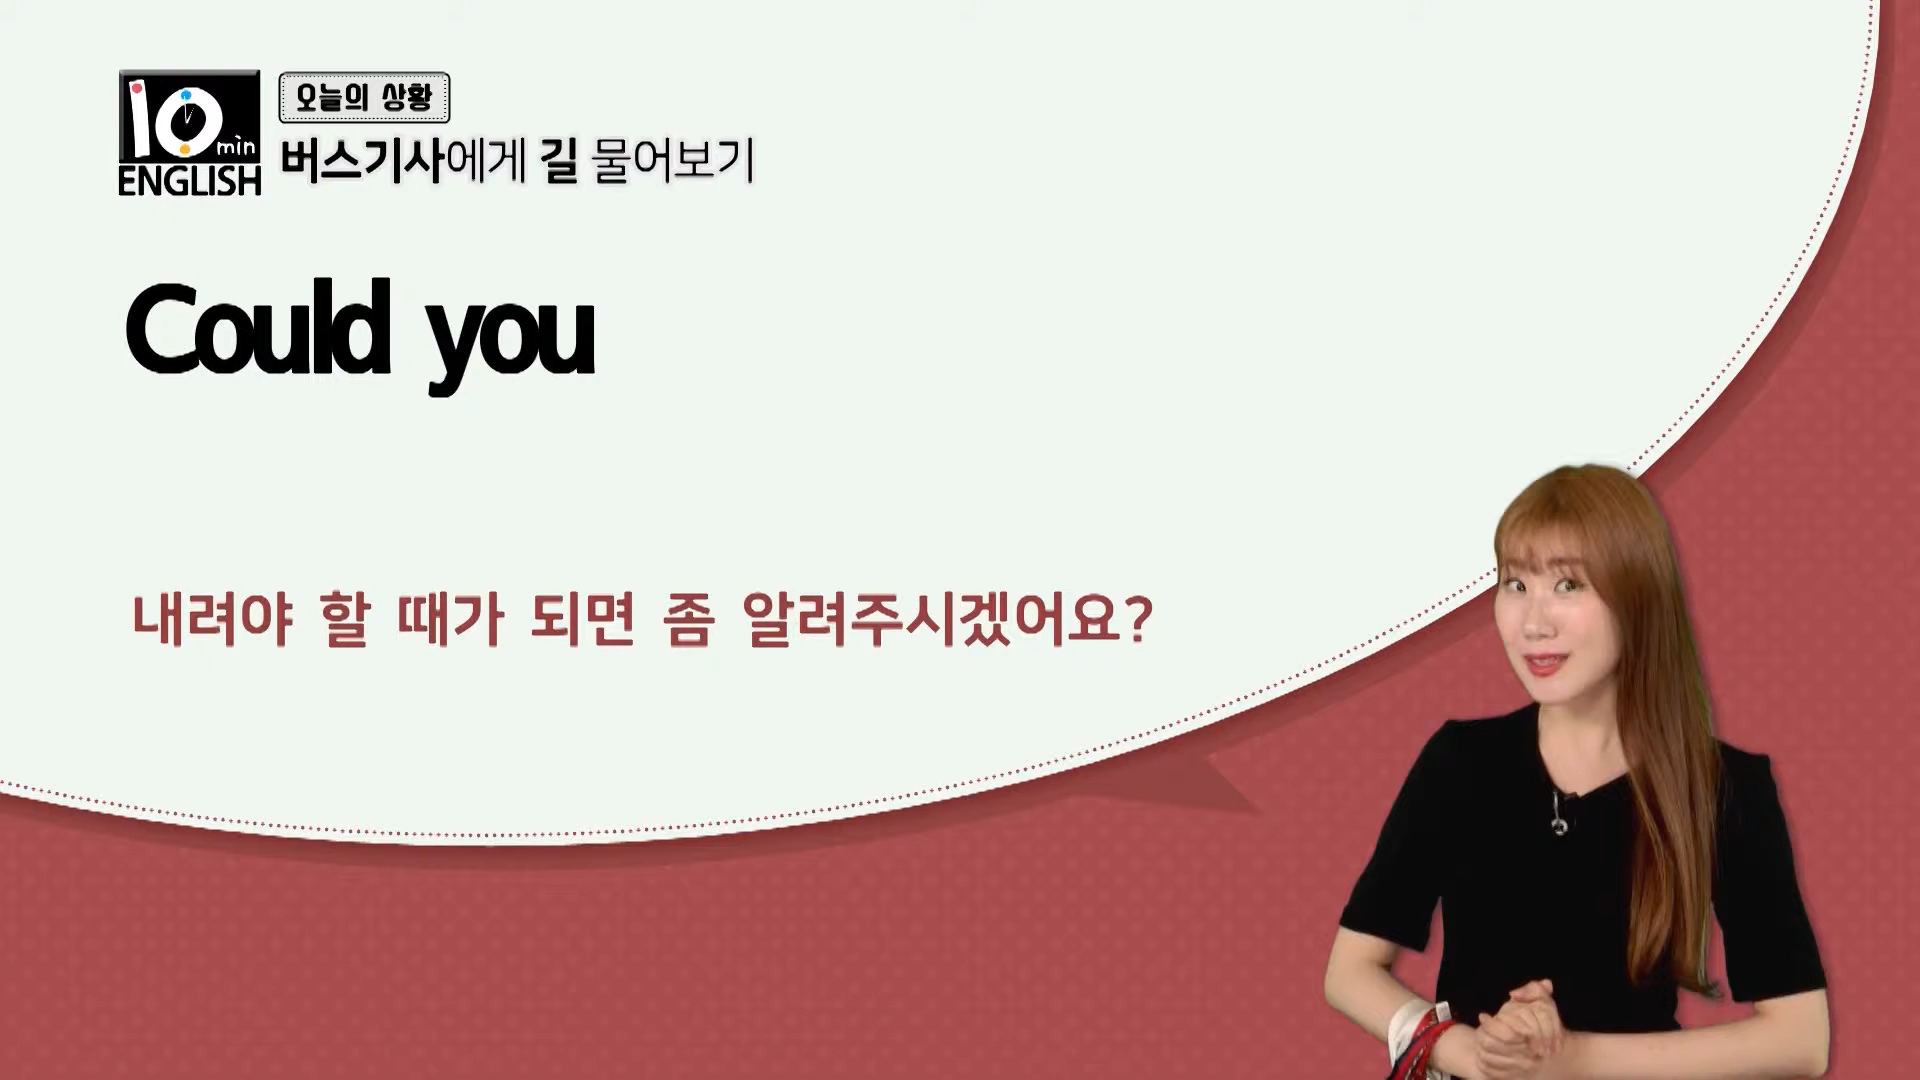 10 min
ENGLISH
오늘의 상황
버스기사에게 길 물어보기
Could you
내려야 할 때가 되면 좀 알려주시겠어요?